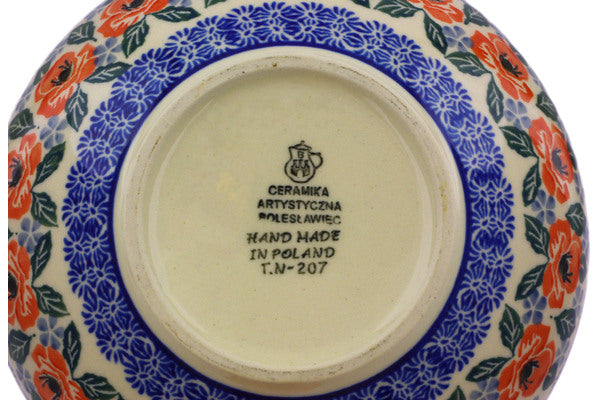 CERAMIKA
ARTYSTYCZNA
BOLESŁAWIEC
HAND MADE
IN POLAND
T.N-207